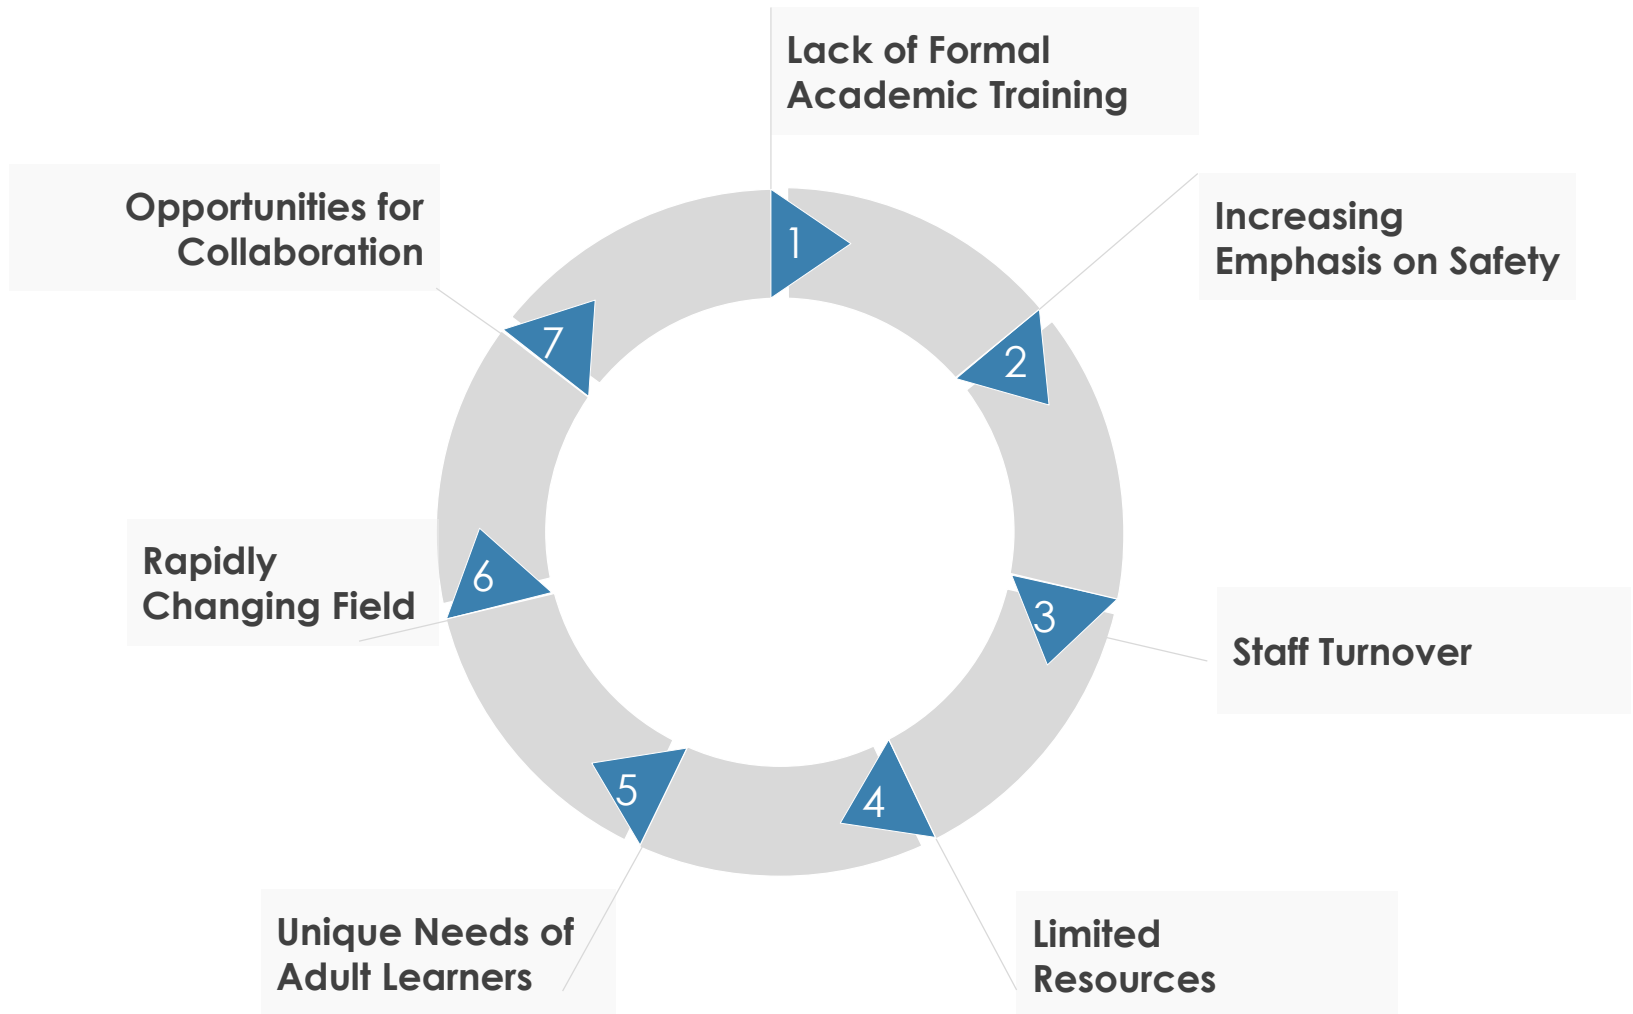 1
Lack of Formal
Academic Training
2
Increasing
Emphasis on Safety
3
Staff Turnover
4
Limited
Resources
5
Unique Needs of
Adult Learners
6
Rapidly
Changing Field
7
Opportunities for
Collaboration